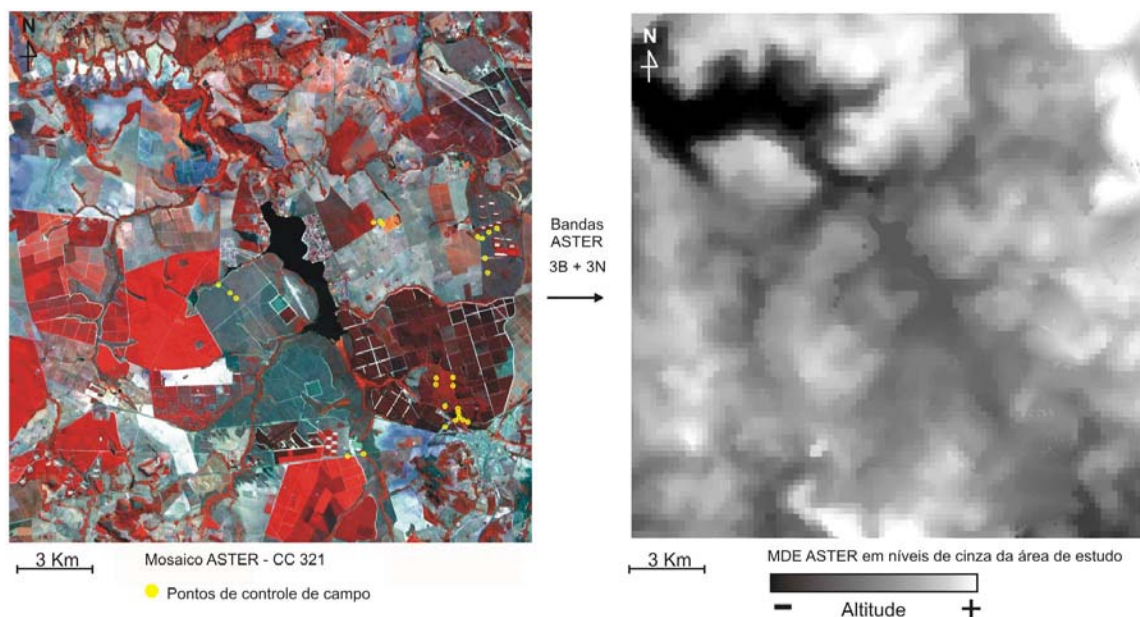 N
3 Km
Mosaico ASTER - CC 321
Pontos de controle de campo
Bandas
ASTER
3B + 3N
N
3 Km
MDE ASTER em níveis de cinza da área de estudo
- Altitude +